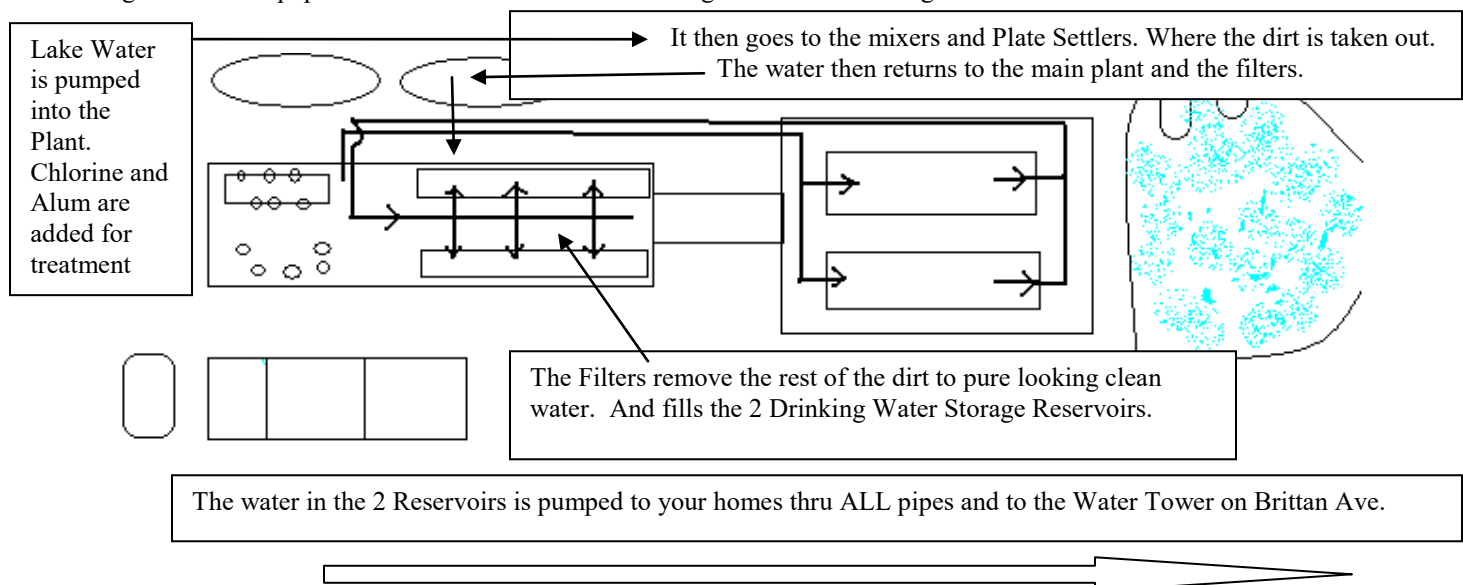 Lake Water
is pumped
into the
Plant.
Chlorine and
Alum are
added for
treatment
It then goes to the mixers and Plate Settlers. Where the dirt is taken out.
The water then returns to the main plant and the filters.
The Filters remove the rest of the dirt to pure looking clean
water.  And fills the 2 Drinking Water Storage Reservoirs.
The water in the 2 Reservoirs is pumped to your homes thru ALL pipes and to the Water Tower on Brittan Ave.